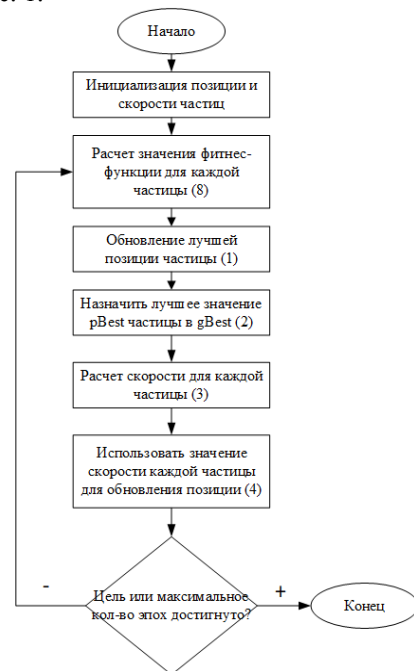 Начало
Инициализация позиции и
скорости частиц
Расчет значения фитнес-
функции для каждой
частицы (8)
Обновление лучшей
позиции частицы (1)
Назначить лучшее значение
pBest частицы в gBest (2)
Расчет скорости для каждой
частицы (3)
Использовать значение
скорости каждой частицы
для обновления позиции (4)
-
+
Цель или максимальное
кол-во эпох достигнуто?
Конец